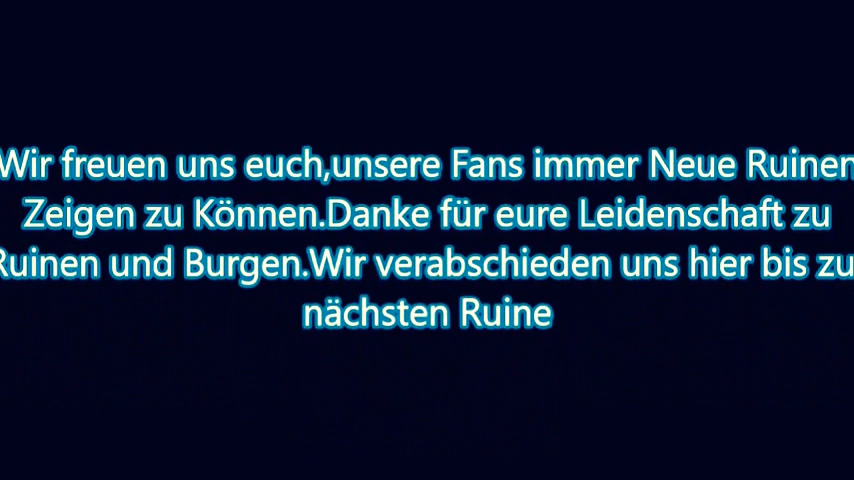 Wir freuen uns euch,unsere Fans immer Neue Ruinen
Zeigen zu Können.Danke für eure Leidenschaft zu
Ruinen und Burgen.Wir verabschieden uns hier bis zu
nächsten Ruine